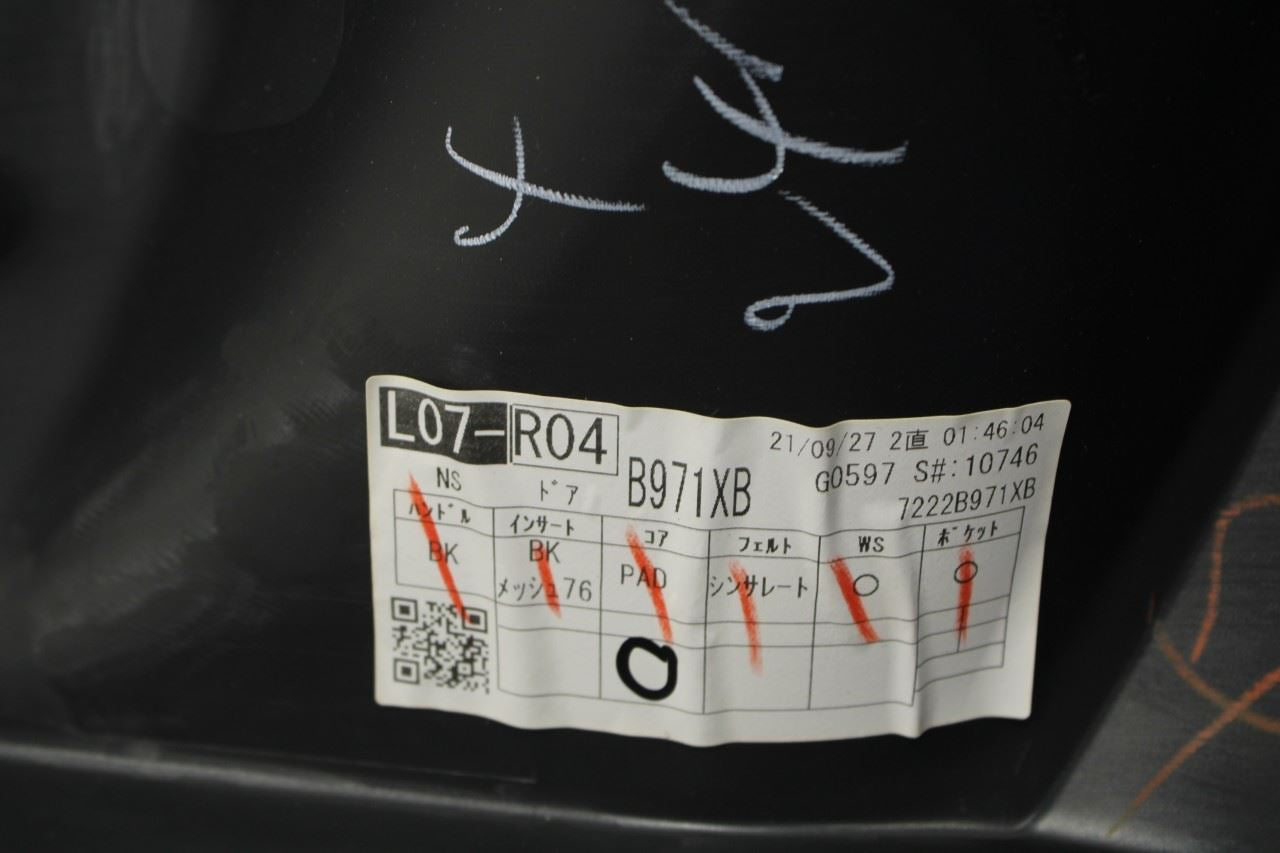 L07-R04
21/09/27 2直 01:46:04
NS ﾄﾞｱ B971XB
G0597 S#:10746
7222B971XB
ﾊﾝﾄﾞﾙ ｲﾝｻｰﾄ ｺｱ ﾌｪﾙﾄ WS ﾎﾟｹｯﾄ
BK BK PAD ｼﾝｻﾚｰﾄ ○ ○
ﾒｯｼｭ76